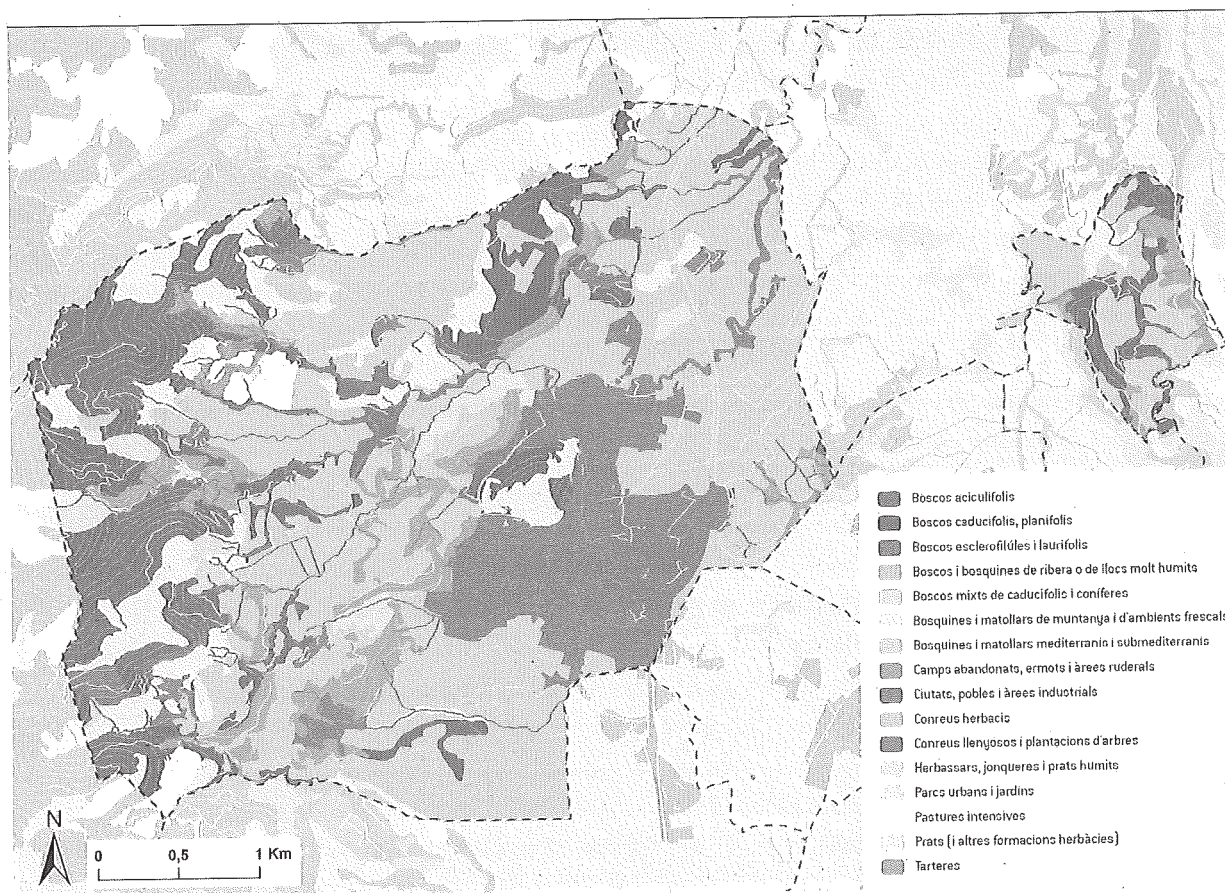 Boscos aciculifolis
Boscos caducifolis, planifolis
Boscos esclerofil·les i laurifolis
Boscos i bosquines de ribera o de llocs molt humits
Boscos mixts de caducifolis i coníferes
Bosquines i matollars de muntanya i d'ambients frescals
Bosquines i matollars mediterranis i submediterranis
Camps abandonats, ermots i àrees ruderals
Ciutats, pobles i àrees industrials
Conreus herbacis
Conreus llenyosos i plantacions d'arbres
Herbassars, jonqueres i prats humits
Parcs urbans i jardins
Pastures intensives
Prats (i altres formacions herbàcies)
Tarteres
N
0 0,5 1 Km